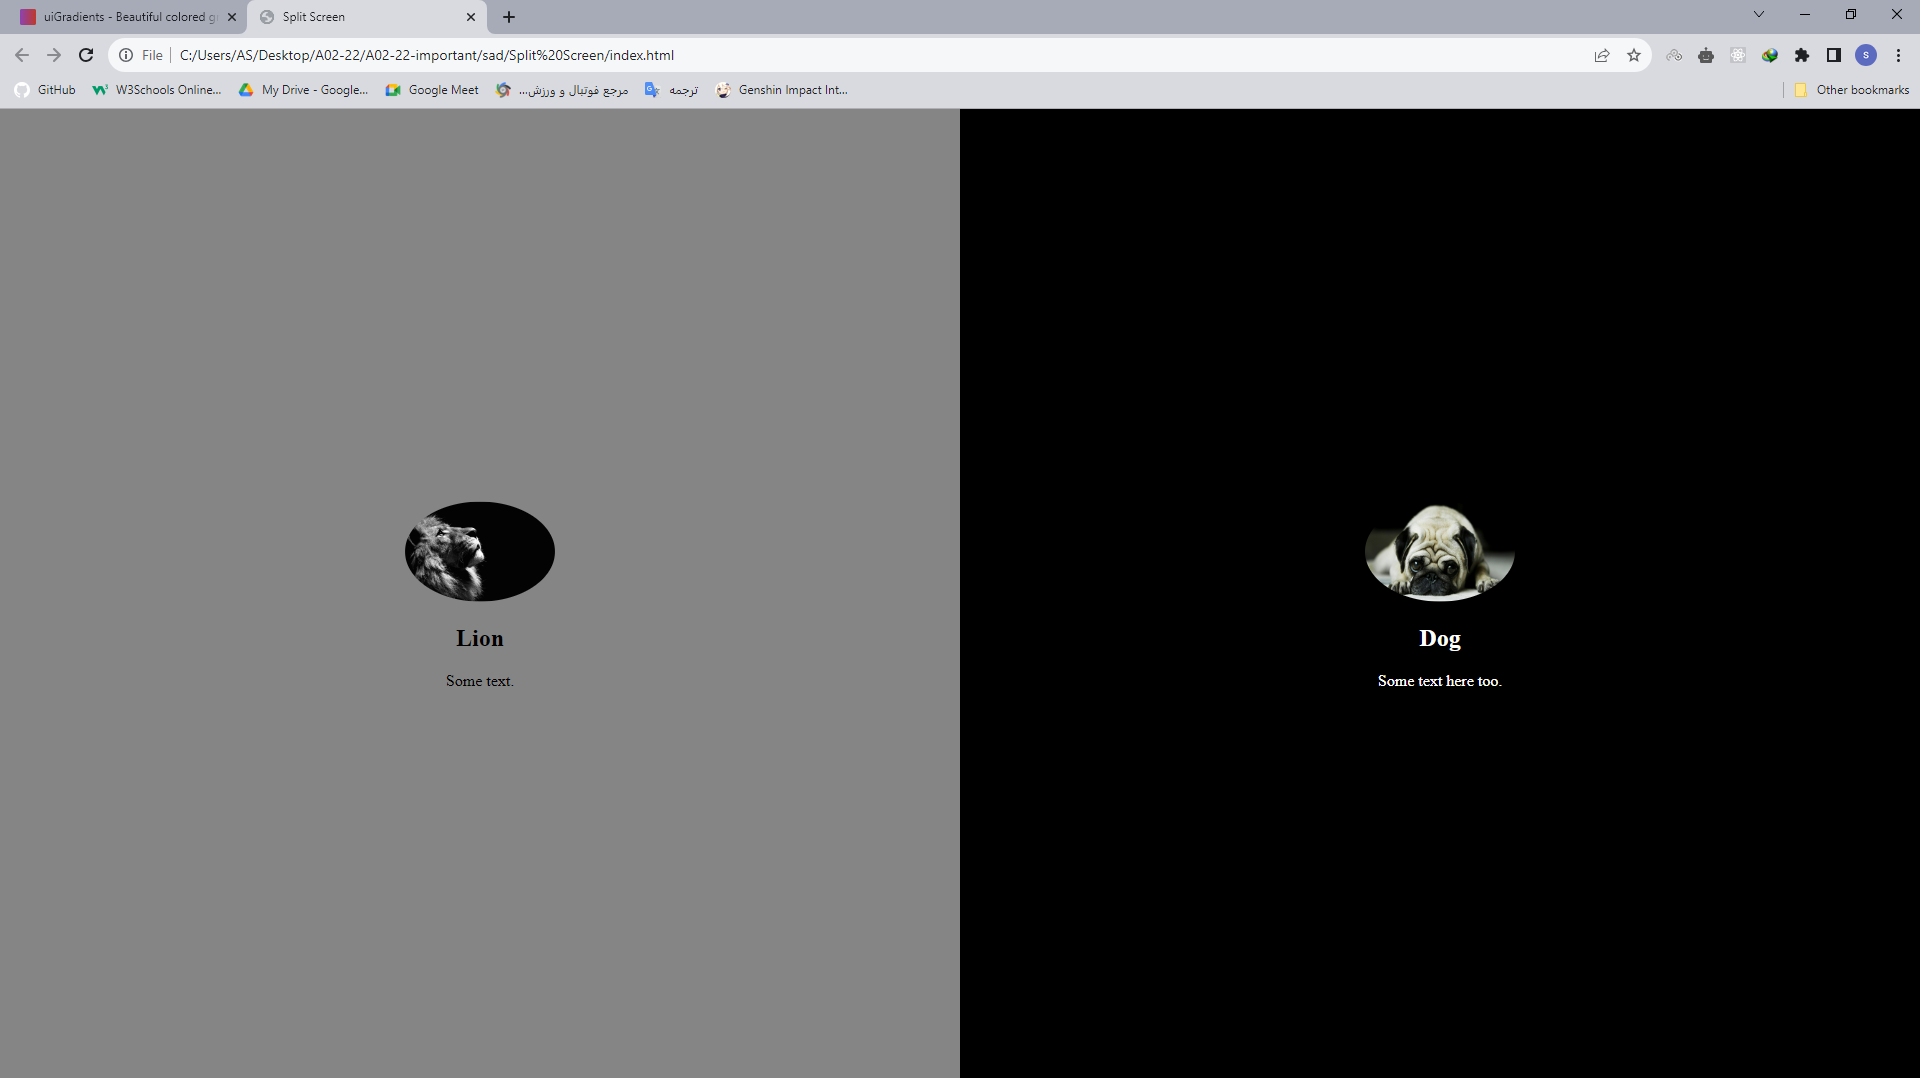 uiGradients - Beautiful colored g
Split Screen
File
C:/Users/AS/Desktop/A02-22/A02-22-important/sad/Split%20Screen/index.html
S
GitHub
W3Schools Online...
My Drive - Google...
Google Meet
مرجع فوتبال و ورزش...
ترجمه
Genshin Impact Int...
Other bookmarks
Lion
Some text.
Dog
Some text here too.